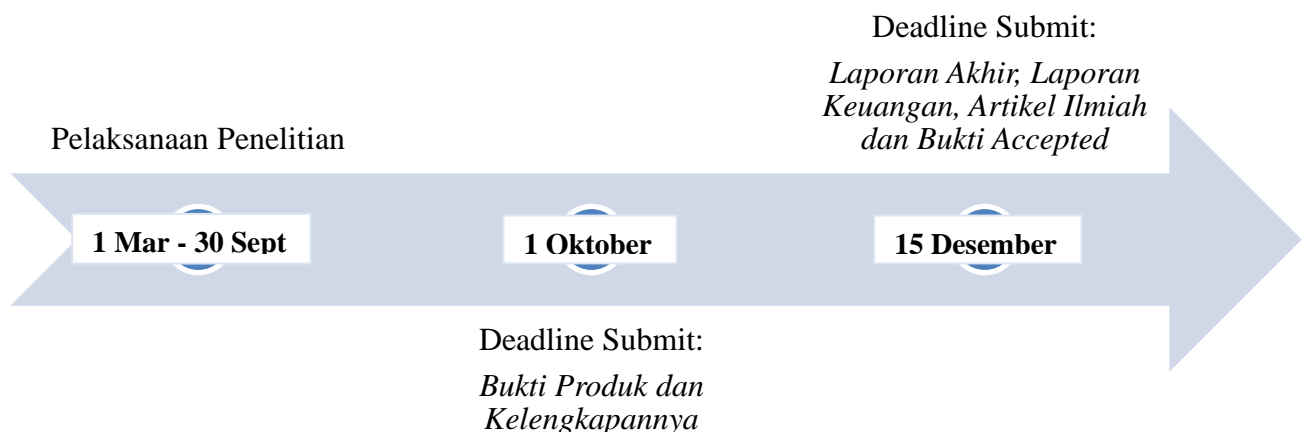 Pelaksanaan Penelitian
1 Mar - 30 Sept
1 Oktober
Deadline Submit:
Bukti Produk dan
Kelengkapannya
Deadline Submit:
Laporan Akhir, Laporan
Keuangan, Artikel Ilmiah
dan Bukti Accepted
15 Desember